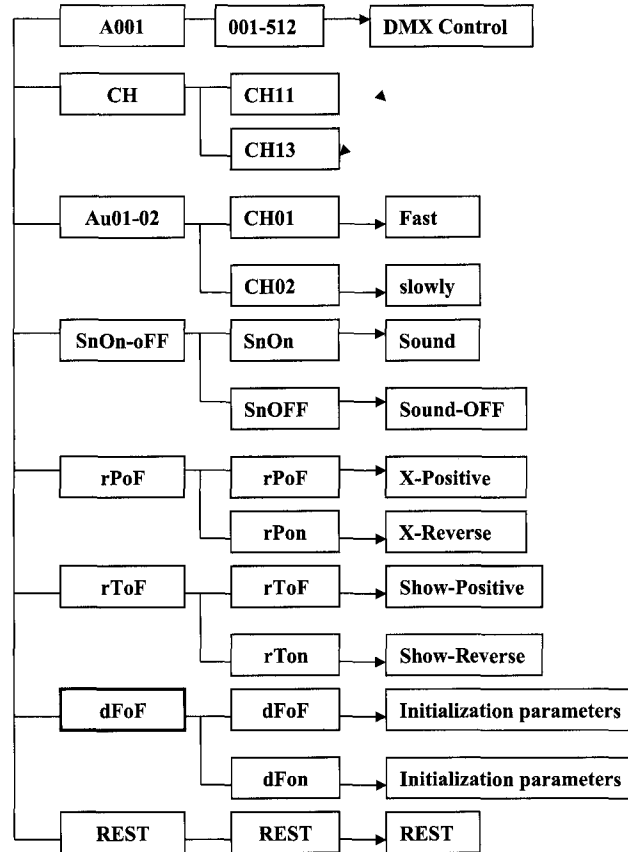 A001 001-512 DMX Control
CH CH11
CH13
Au01-02 CH01 Fast
CH02 slowly
SnOn-oFF SnOn Sound
SnOFF Sound-OFF
rPoF rPoF X-Positive
rPon X-Reverse
rToF rToF Show-Positive
rTon Show-Reverse
dFoF dFoF Initialization parameters
dFon Initialization parameters
REST REST REST